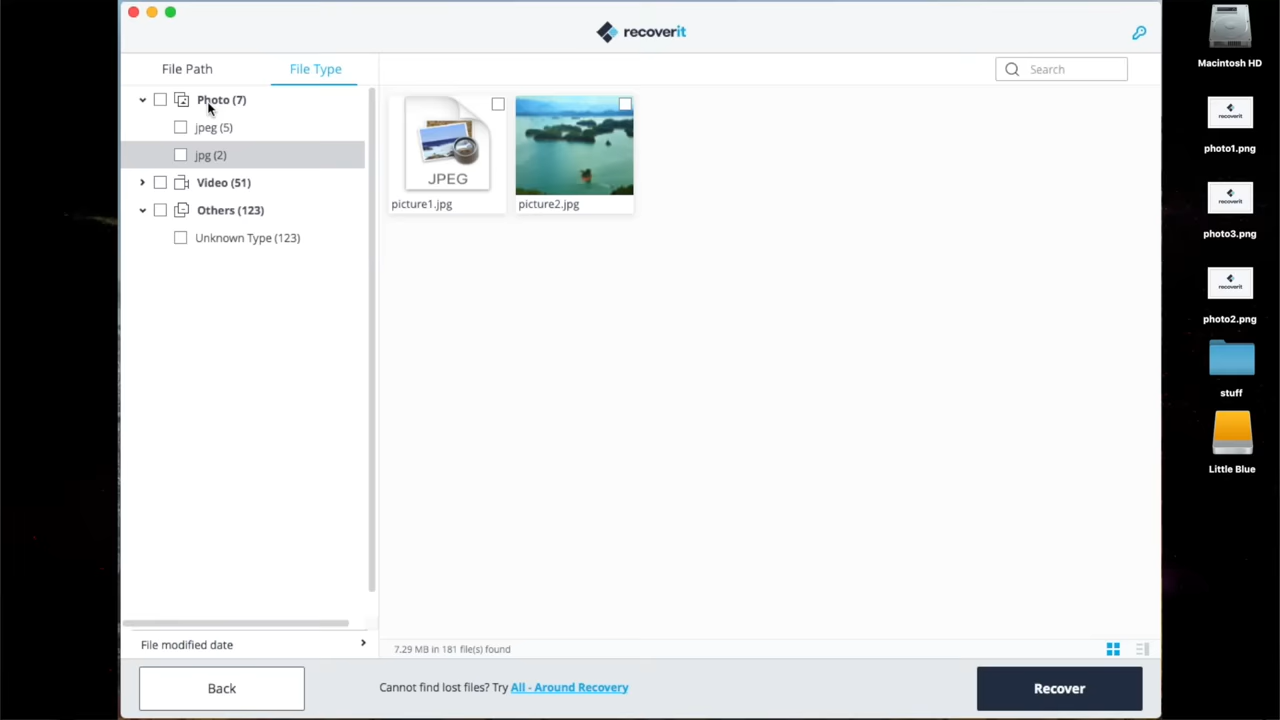 recoverit
File Path
File Type
Search
Photo (7)
jpeg (5)
jpg (2)
Video (51)
Others (123)
Unknown Type (123)
JPEG
picture1.jpg
picture2.jpg
File modified date
7.29 MB in 181 file(s) found
Back
Cannot find lost files? Try All - Around Recovery
Recover
Macintosh HD
recoverit
photo1.png
recoverit
photo3.png
recoverit
photo2.png
stuff
Little Blue